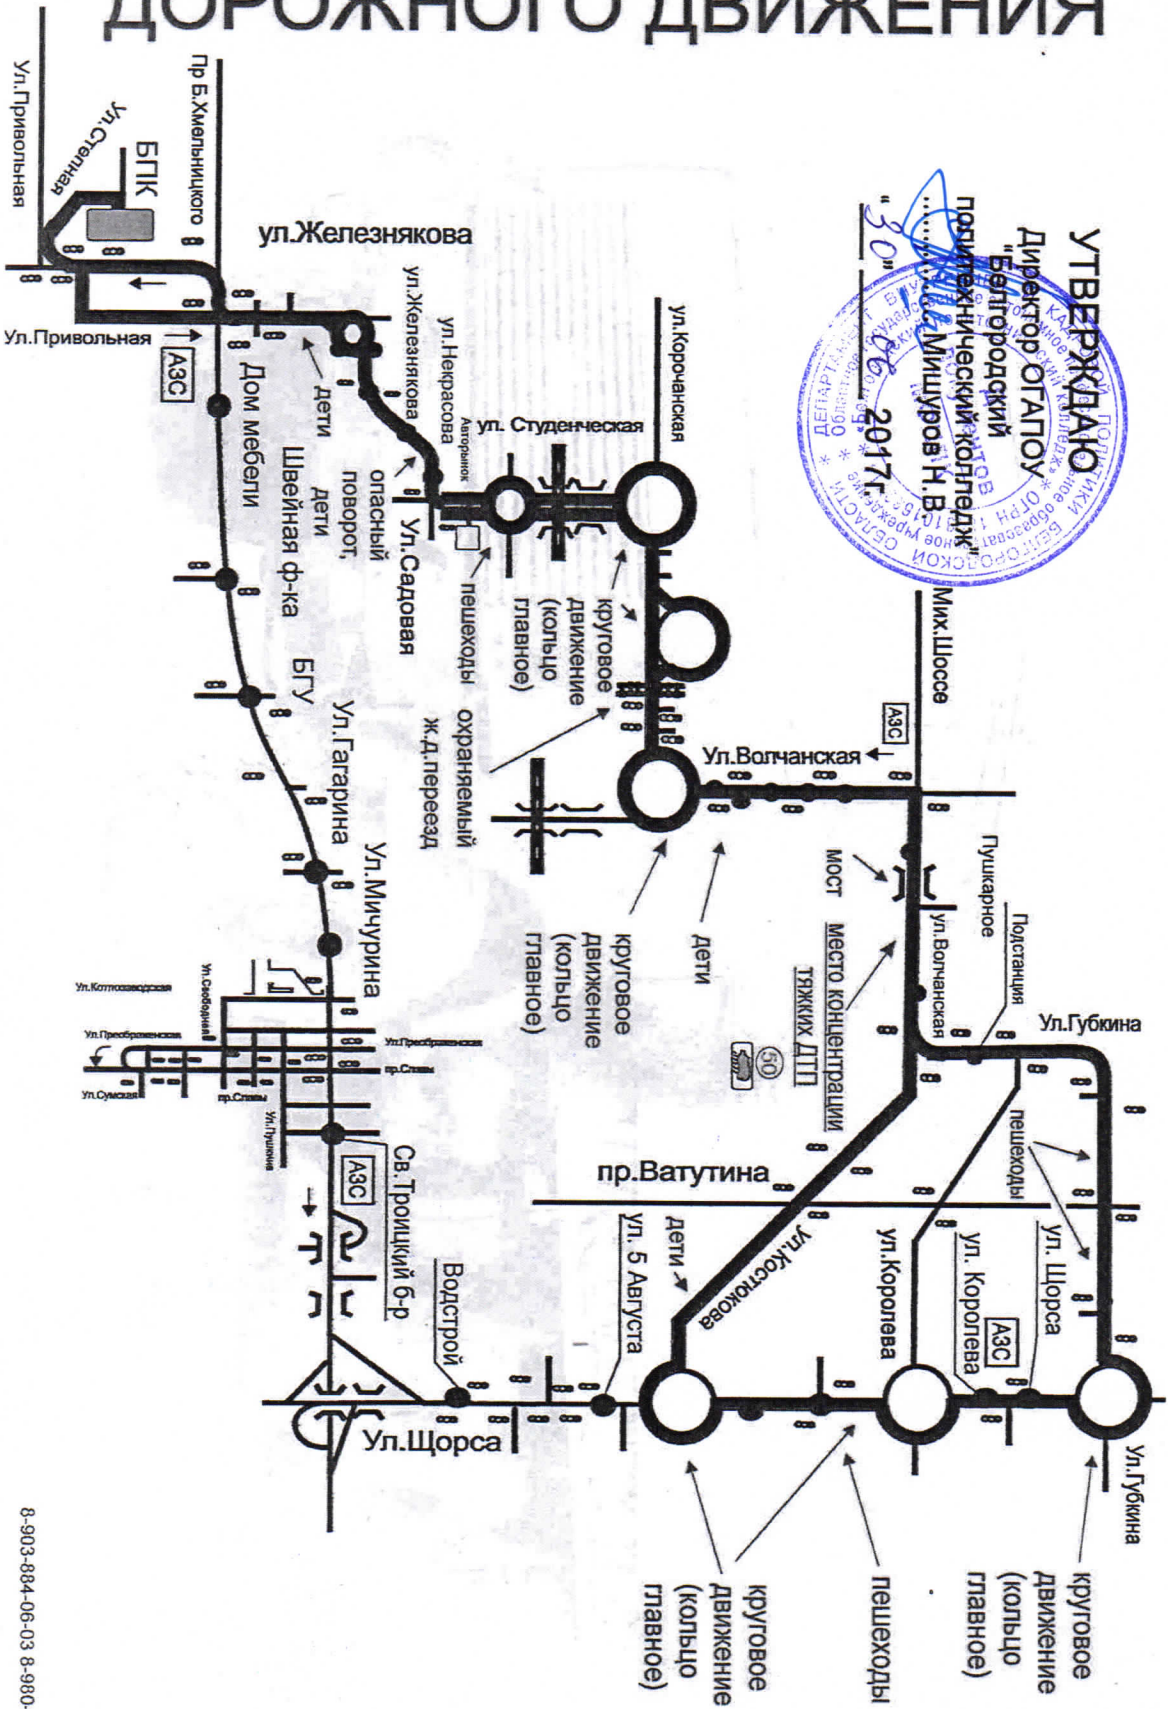 ДОРОЖНОГО ДВИЖЕНИЯ
УТВЕРЖДАЮ
Директор ОГАПОУ
"Белгородский
политехнический колледж"
Мишуров Н.В.
"30" 06 2017г.
Ул.Привольная
Ул.Степная
БПК
Пр Б.Хмельницкого
Ул.Привольная
АЗС
ул.Железнякова
дети
ул.Железнякова
ул.Некрасова
Авторынок
ул. Студенческая
ул.Корочанская
опасный
поворот,
дети
Ул.Садовая
пешеходы
круговое
движение
(кольцо
главное)
охраняемый
ж.д.переезд
Дом мебели
Швейная ф-ка
БГУ
Ул.Гагарина
Ул.Мичурина
Мих.Шоссе
АЗС
Ул.Волчанская
дети
круговое
движение
(кольцо
главное)
Пушкарное
мост
место концентрации
тяжких ДТП
50
ул.Волчанская
Подстанция
Ул.Губкина
пешеходы
пр.Ватутина
ул.Костюкова
дети
ул.Королева
ул. Королева
АЗС
ул. Щорса
Ул.Губкина
круговое
движение
(кольцо
главное)
пешеходы
круговое
движение
(кольцо
главное)
ул. 5 Августа
Водстрой
Ул.Щорса
Св.Троицкий б-р
АЗС
Ул.Котлозаводская
Ул.Свободная
Ул.Преображенская
Ул.Преображенская
пр.Славы
Ул.Сумская
пр.Славы
Ул.Пушкина
8-903-884-06-03 8-980-